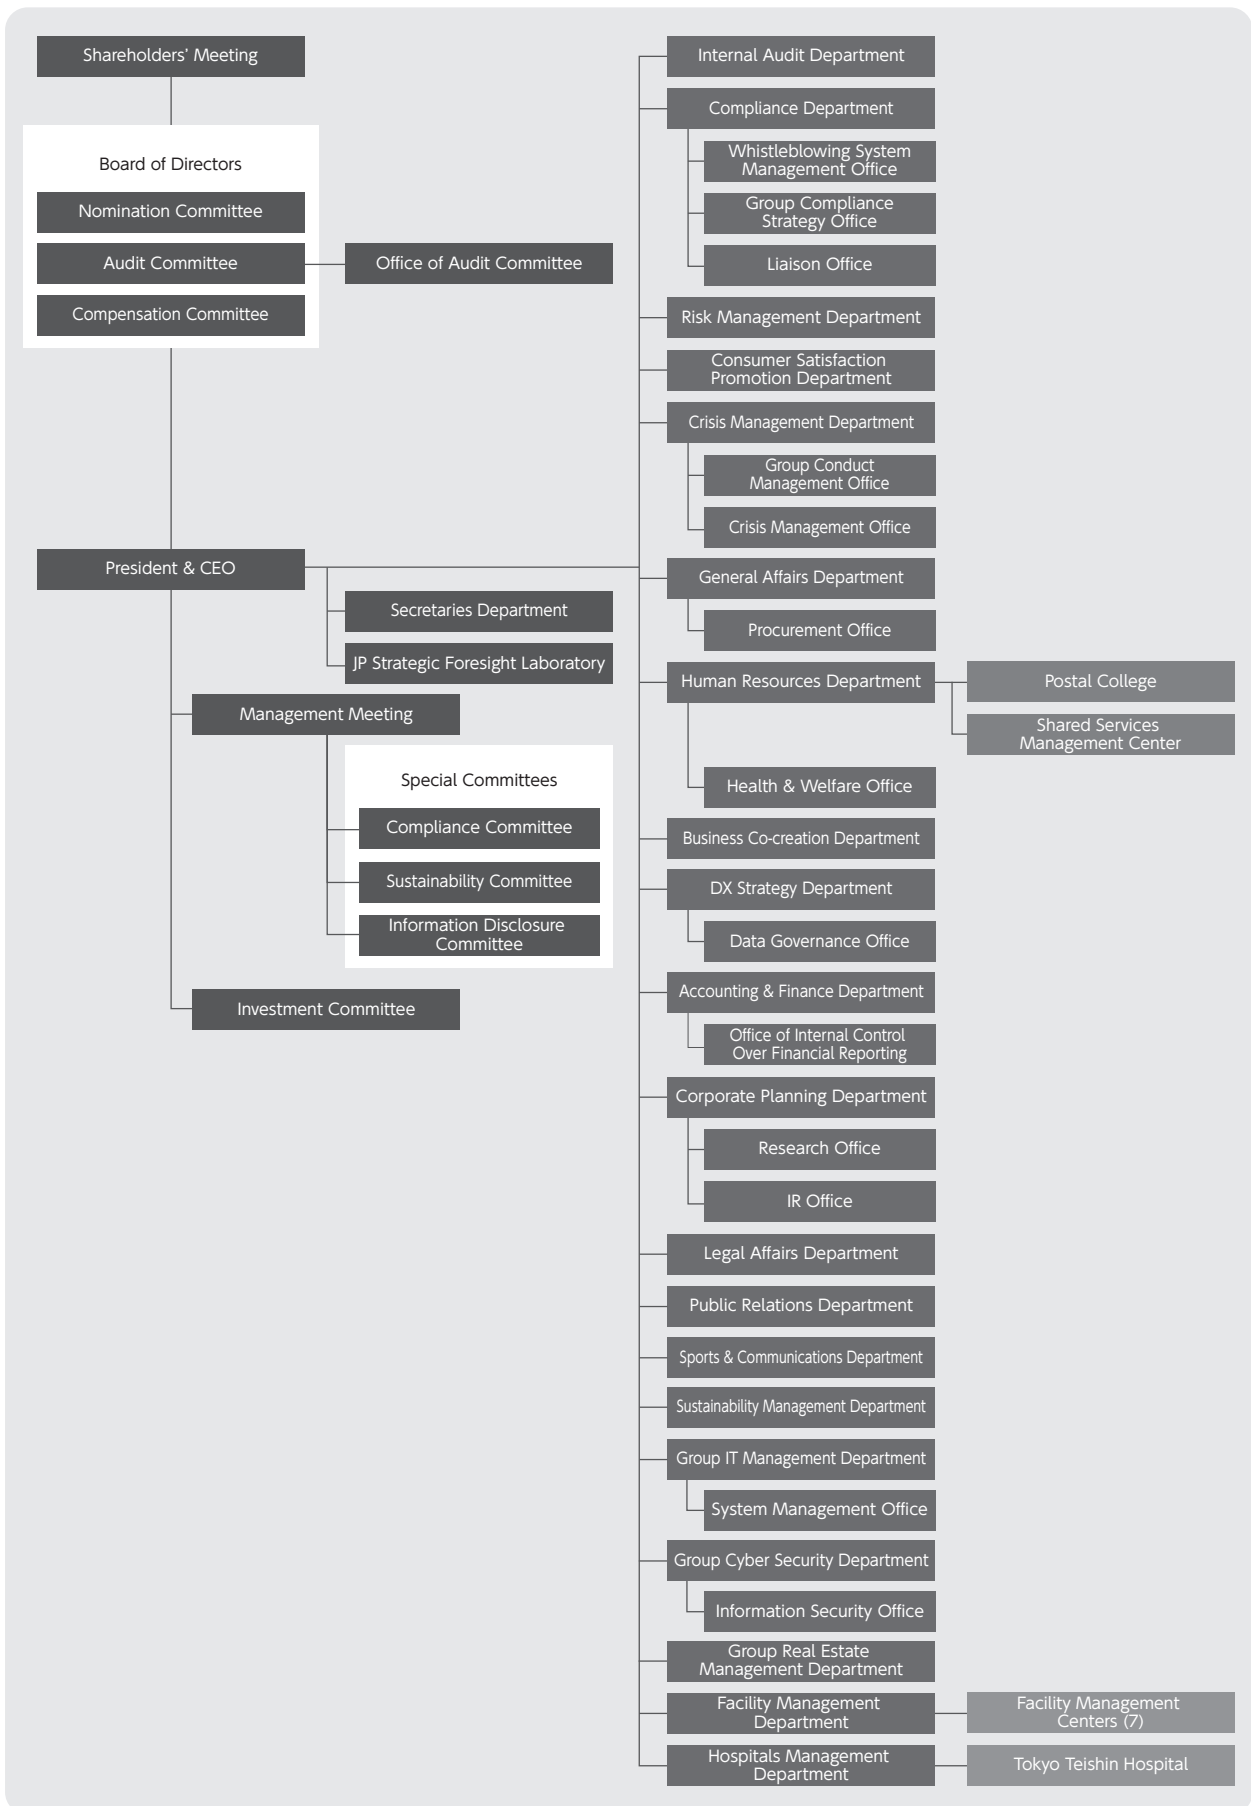 Shareholders' Meeting
Board of Directors
Nomination Committee
Audit Committee
Office of Audit Committee
Compensation Committee
President & CEO
Secretaries Department
JP Strategic Foresight Laboratory
Management Meeting
Special Committees
Compliance Committee
Sustainability Committee
Information Disclosure
Committee
Investment Committee
Internal Audit Department
Compliance Department
Whistleblowing System
Management Office
Group Compliance
Strategy Office
Liaison Office
Risk Management Department
Consumer Satisfaction
Promotion Department
Crisis Management Department
Group Conduct
Management Office
Crisis Management Office
General Affairs Department
Procurement Office
Human Resources Department
Postal College
Shared Services
Management Center
Health & Welfare Office
Business Co-creation Department
DX Strategy Department
Data Governance Office
Accounting & Finance Department
Office of Internal Control
Over Financial Reporting
Corporate Planning Department
Research Office
IR Office
Legal Affairs Department
Public Relations Department
Sports & Communications Department
Sustainability Management Department
Group IT Management Department
System Management Office
Group Cyber Security Department
Information Security Office
Group Real Estate
Management Department
Facility Management
Department
Facility Management
Centers (7)
Hospitals Management
Department
Tokyo Teishin Hospital